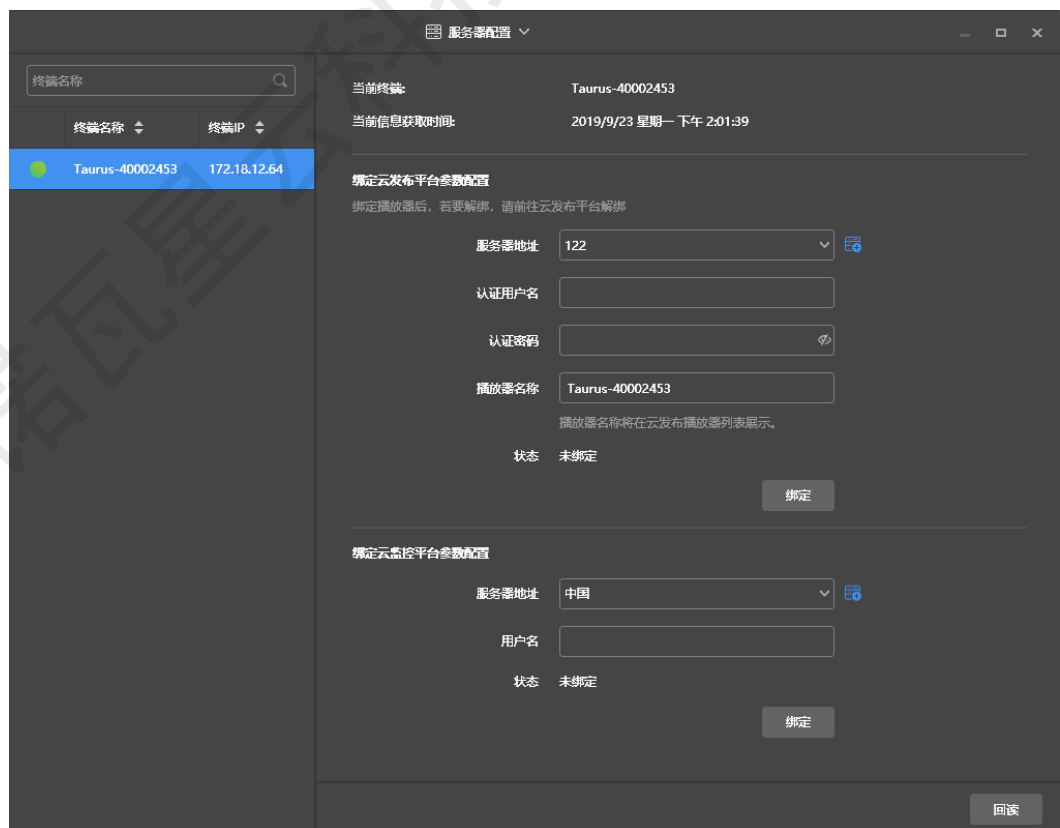 服务器配置
终端名称
终端名称 终端IP
Taurus-40002453 172.18.12.64
当前终端: Taurus-40002453
当前信息获取时间: 2019/9/23 星期一 下午 2:01:39
绑定云发布平台参数配置
绑定播放器后，若要解绑，请前往云发布平台解绑
服务器地址 122
认证用户名
认证密码
播放器名称 Taurus-40002453
播放器名称将在云发布播放器列表展示。
状态 未绑定
绑定
绑定云监控平台参数配置
服务器地址 中国
用户名
状态 未绑定
绑定
回读
诺瓦星云科